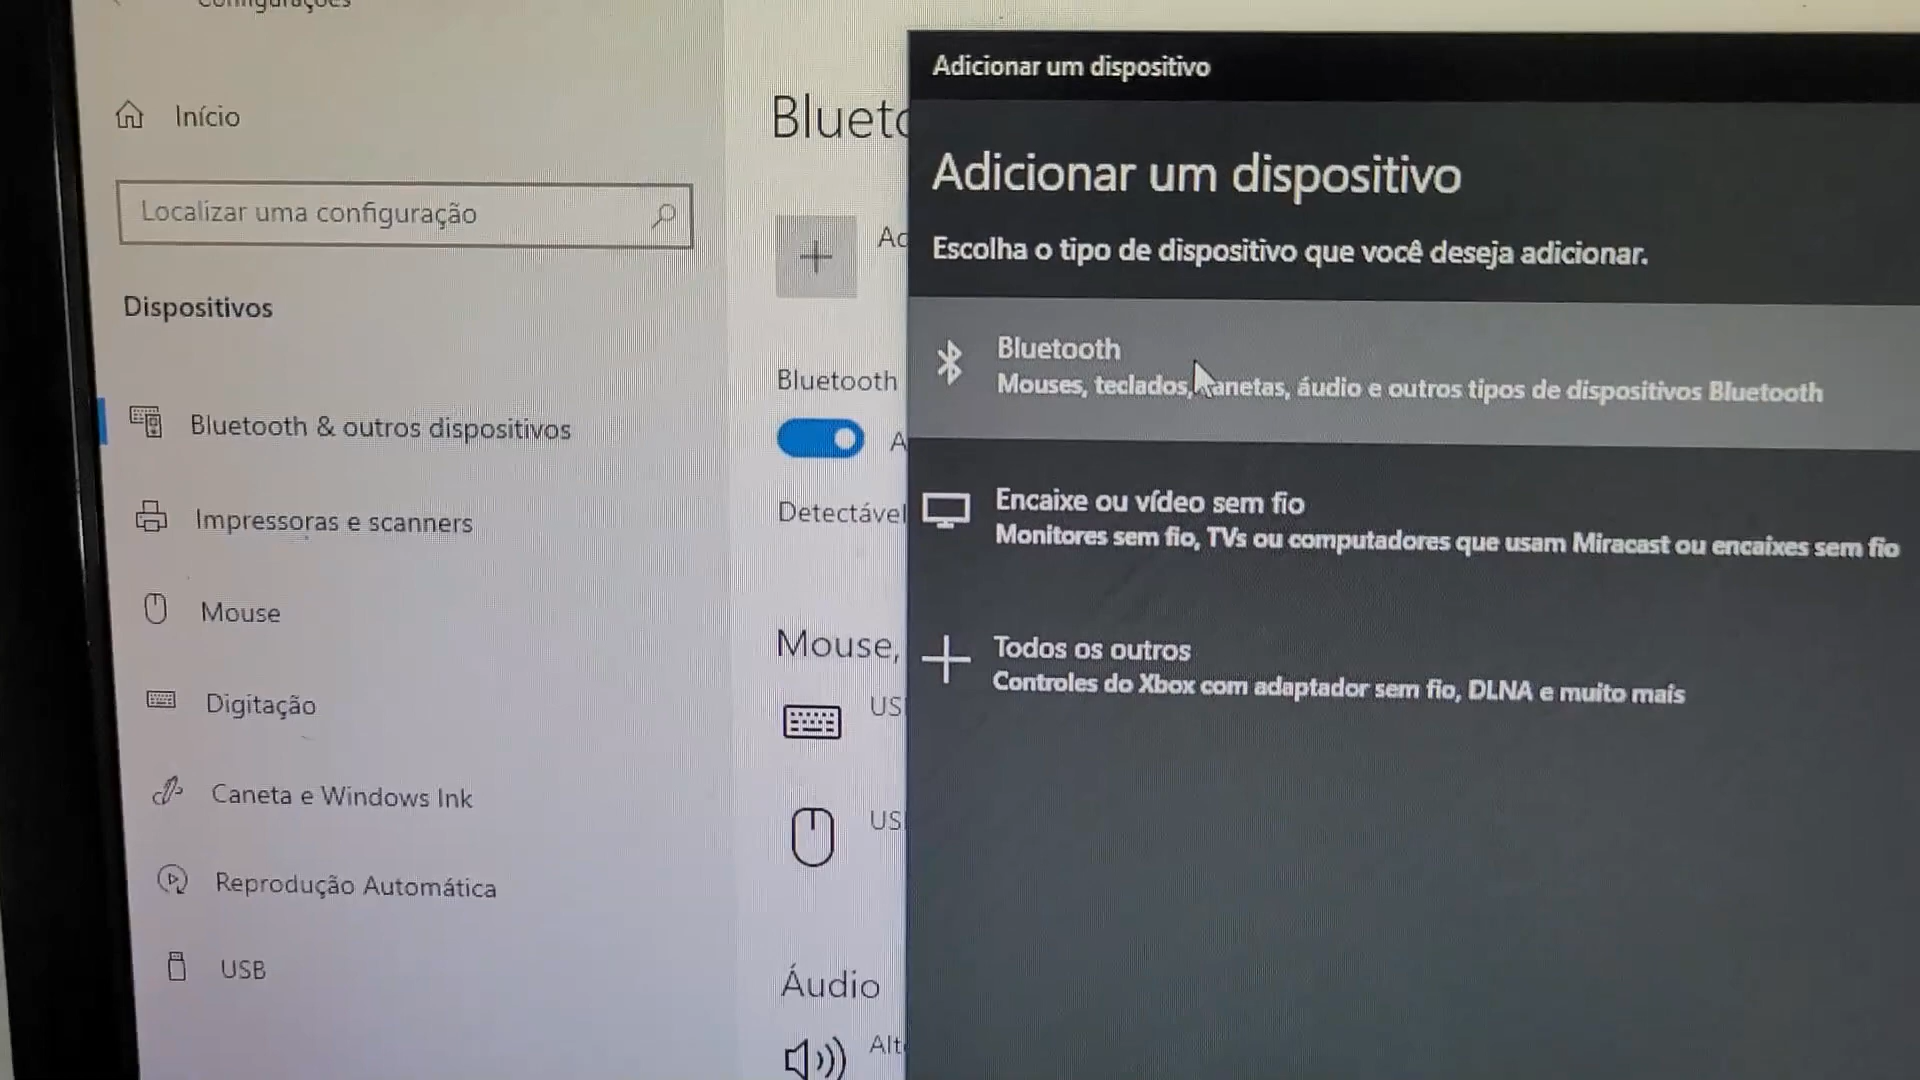 Configurações
Início
Localizar uma configuração
Dispositivos
Bluetooth & outros dispositivos
Impressoras e scanners
Mouse
Digitação
Caneta e Windows Ink
Reprodução Automática
USB
Blueto
Ad
Bluetooth
A
Detectável
Mouse,
US
US
Áudio
Alt
Adicionar um dispositivo
Adicionar um dispositivo
Escolha o tipo de dispositivo que você deseja adicionar.
Bluetooth
Mouses, teclados, canetas, áudio e outros tipos de dispositivos Bluetooth
Encaixe ou vídeo sem fio
Monitores sem fio, TVs ou computadores que usam Miracast ou encaixes sem fio
Todos os outros
Controles do Xbox com adaptador sem fio, DLNA e muito mais